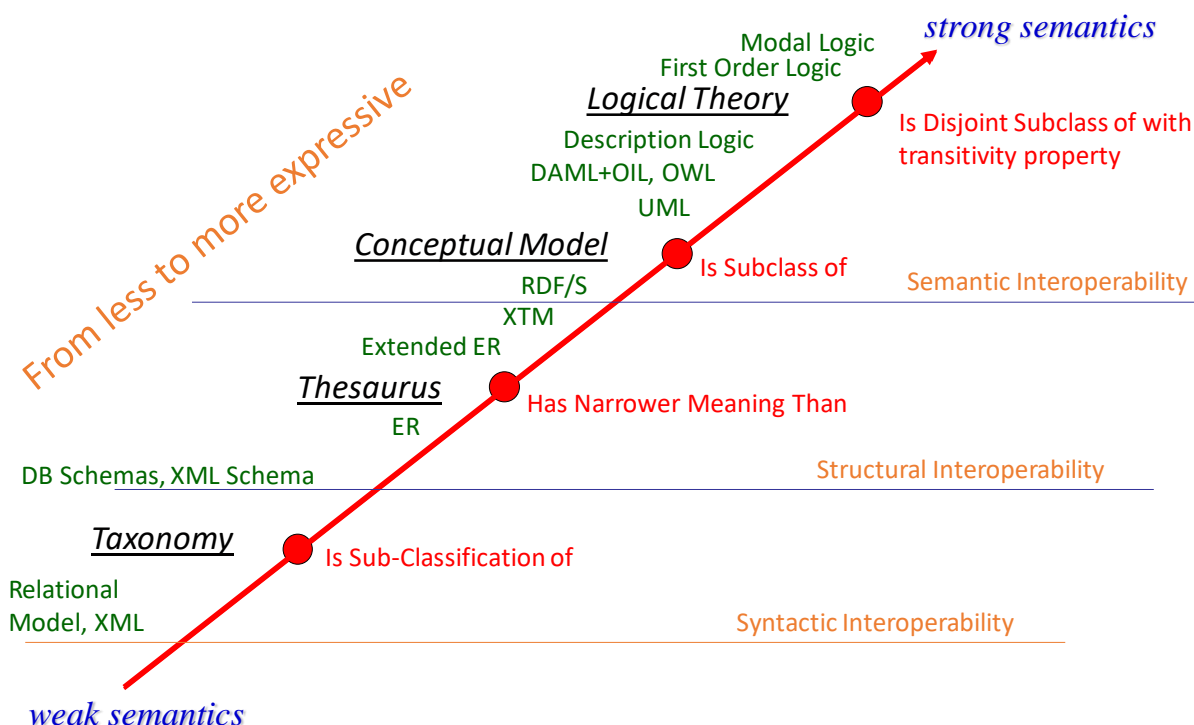 strong semantics
Modal Logic
First Order Logic
Logical Theory
Is Disjoint Subclass of with
transitivity property
From less to more expressive
Description Logic
DAML+OIL, OWL
UML
Conceptual Model
Is Subclass of
RDF/S
Semantic Interoperability
XTM
Extended ER
Thesaurus
Has Narrower Meaning Than
ER
DB Schemas, XML Schema
Structural Interoperability
Taxonomy
Is Sub-Classification of
Relational
Model, XML
Syntactic Interoperability
weak semantics